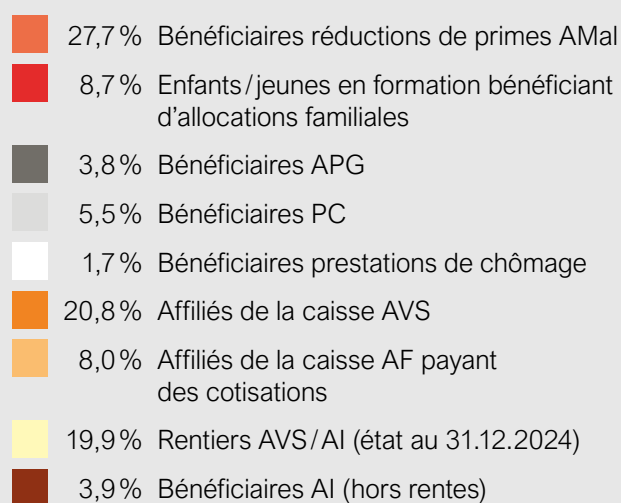 27,7 % Bénéficiaires réductions de primes AMal
8,7 % Enfants/jeunes en formation bénéficiant
d'allocations familiales
3,8 % Bénéficiaires APG
5,5 % Bénéficiaires PC
1,7 % Bénéficiaires prestations de chômage
20,8 % Affiliés de la caisse AVS
8,0 % Affiliés de la caisse AF payant
des cotisations
19,9 % Rentiers AVS/AI (état au 31.12.2024)
3,9 % Bénéficiaires AI (hors rentes)